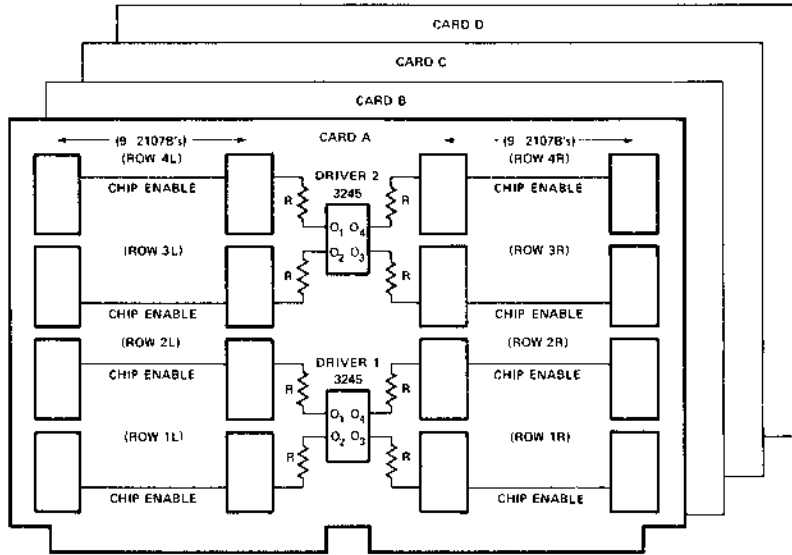 CARD D
CARD C
CARD B
CARD A
(9 2107B's) (9 2107B's)
(ROW 4L) (ROW 4R)
CHIP ENABLE DRIVER 2 CHIP ENABLE
3245
R R
O1 O4
(ROW 3L) O2 O3 (ROW 3R)
R R
CHIP ENABLE CHIP ENABLE
(ROW 2L) (ROW 2R)
CHIP ENABLE DRIVER 1 CHIP ENABLE
3245
R R
O1 O4
(ROW 1L) O2 O3 (ROW 1R)
R R
CHIP ENABLE CHIP ENABLE